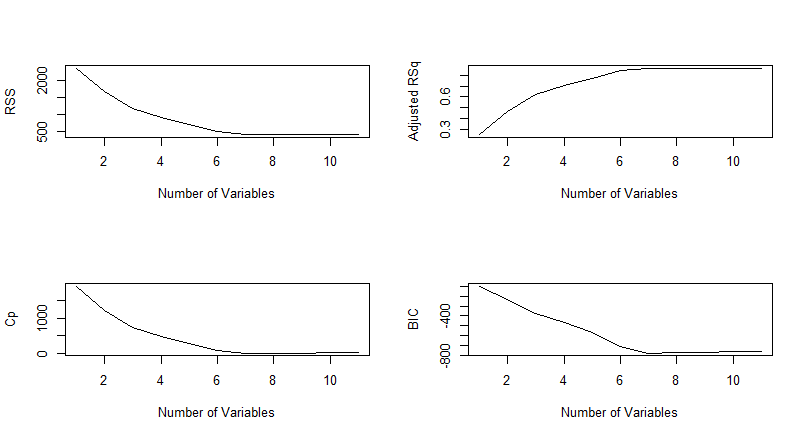 RSS
2000
500
2 4 6 8 10
Number of Variables
Adjusted RSq
0.6
0.3
2 4 6 8 10
Number of Variables
Cp
1000
0
2 4 6 8 10
Number of Variables
BIC
-400
-800
2 4 6 8 10
Number of Variables